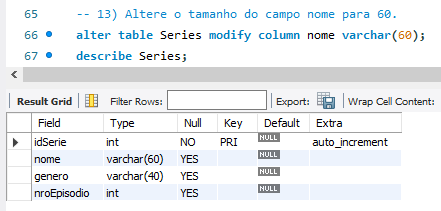 65 -- 13) Altere o tamanho do campo nome para 60.
66 alter table Series modify column nome varchar(60);
67 describe Series;
Result Grid Filter Rows: Export: Wrap Cell Content:
Field Type Null Key Default Extra
idSerie int NO PRI NULL auto_increment
nome varchar(60) YES NULL
genero varchar(40) YES NULL
nroEpisodio int YES NULL